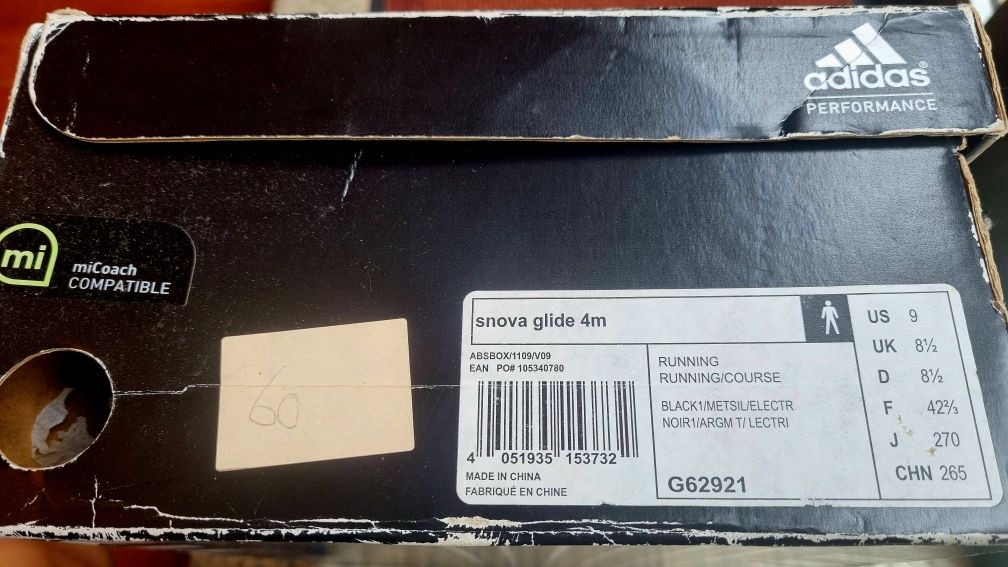 adidas®
PERFORMANCE
mi
miCoach
COMPATIBLE
60
snova glide 4m
ABSBOX/1109/V09
EAN PO# 105340780
4 051935 153732
MADE IN CHINA
FABRIQUÉ EN CHINE
RUNNING
RUNNING/COURSE
BLACK1/METSIL/ELECTR
NOIR1/ARGM T/ LECTRI
G62921
US 9
UK 8½
D 8½
F 42⅔
J 270
CHN 265